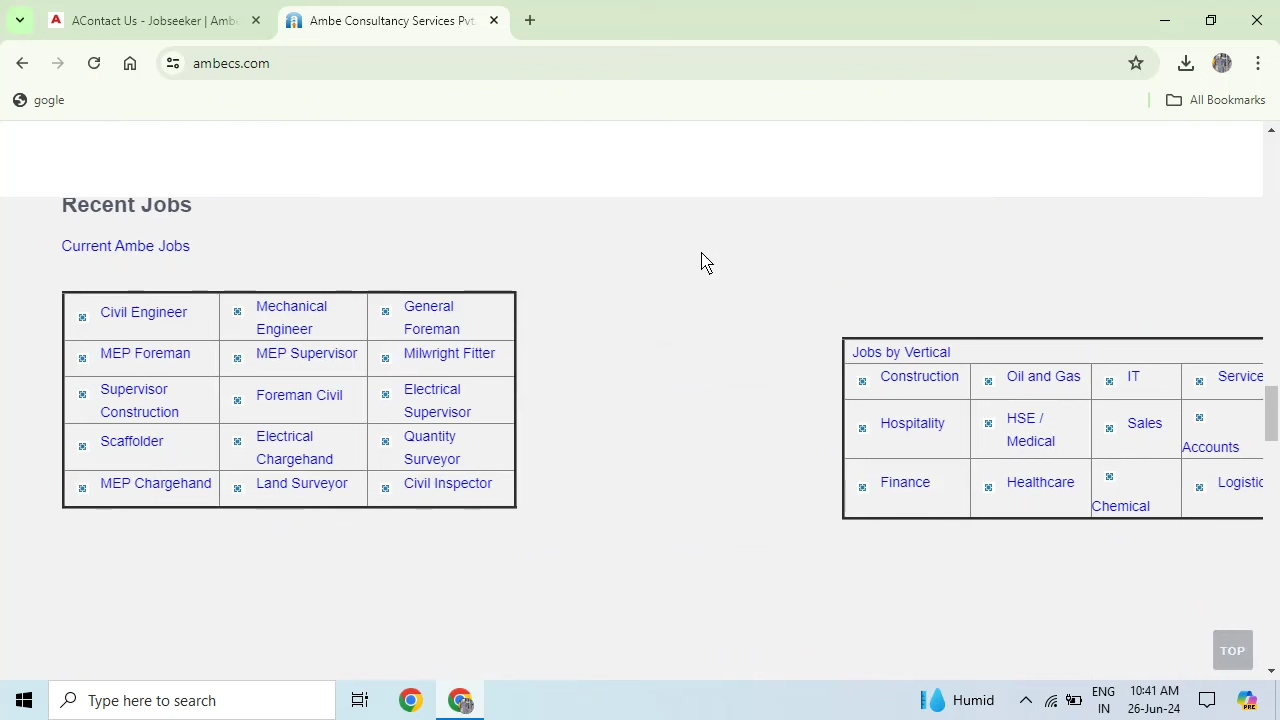 AContact Us - Jobseeker | Amb
Ambe Consultancy Services Pvt
ambecs.com
gogle
All Bookmarks
Recent Jobs
Current Ambe Jobs
Civil Engineer
Mechanical
Engineer
General
Foreman
MEP Foreman
MEP Supervisor
Milwright Fitter
Supervisor
Construction
Foreman Civil
Electrical
Supervisor
Scaffolder
Electrical
Chargehand
Quantity
Surveyor
MEP Chargehand
Land Surveyor
Civil Inspector
Jobs by Vertical
Construction
Oil and Gas
IT
Service
Hospitality
HSE /
Medical
Sales
Accounts
Finance
Healthcare
Chemical
Logistic
TOP
Type here to search
Humid
ENG
IN
10:41 AM
26-Jun-24